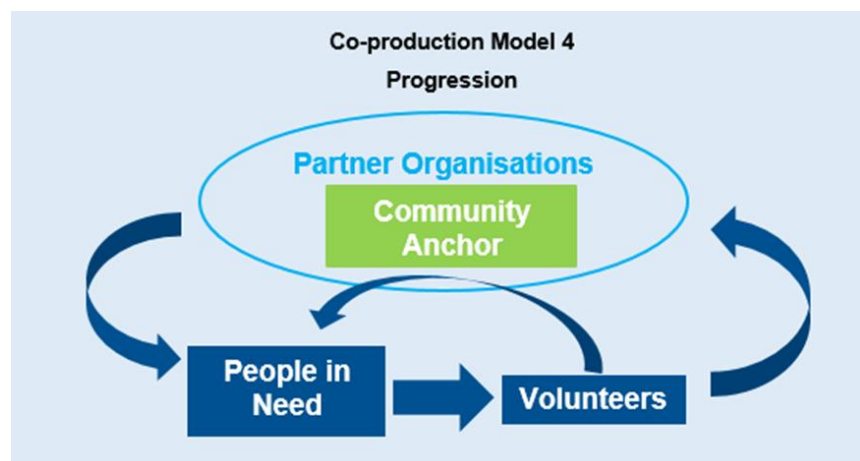 Co-production Model 4
Progression
Partner Organisations
Community
Anchor
People in
Need
Volunteers